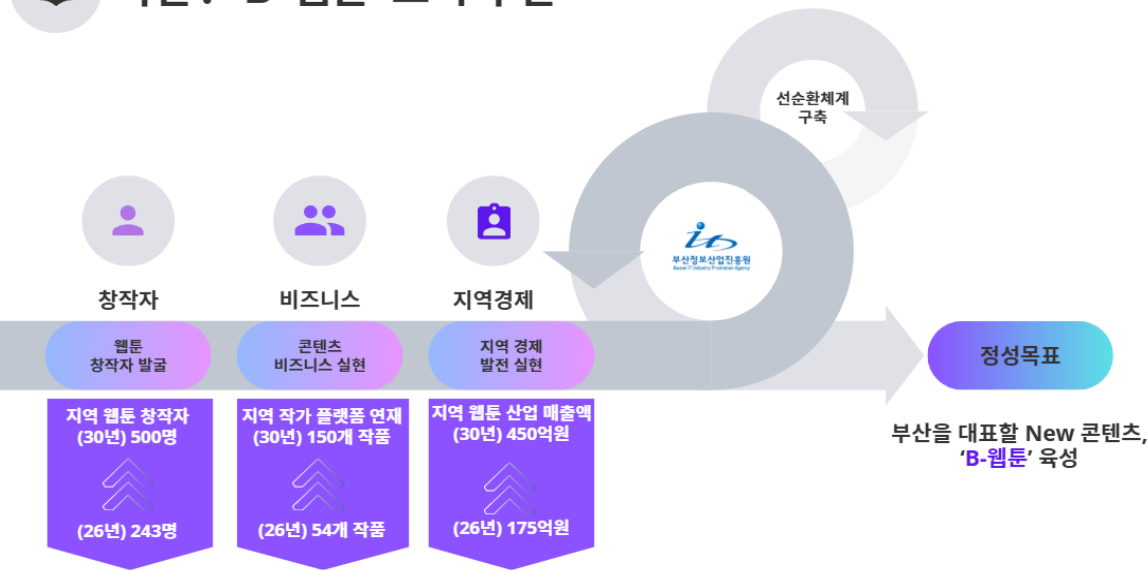 'B-웹툰'
선순환체계
구축
부산정보산업진흥원
Busan IT Industry Promotion Agency
창작자
비즈니스
지역경제
웹툰
창작자 발굴
콘텐츠
비즈니스 실현
지역 경제
발전 실현
정성목표
지역 웹툰 창작자
(30년) 500명
(26년) 243명
지역 작가 플랫폼 연재
(30년) 150개 작품
(26년) 54개 작품
지역 웹툰 산업 매출액
(30년) 450억원
(26년) 175억원
부산을 대표할 New 콘텐츠,
‘B-웹툰’ 육성